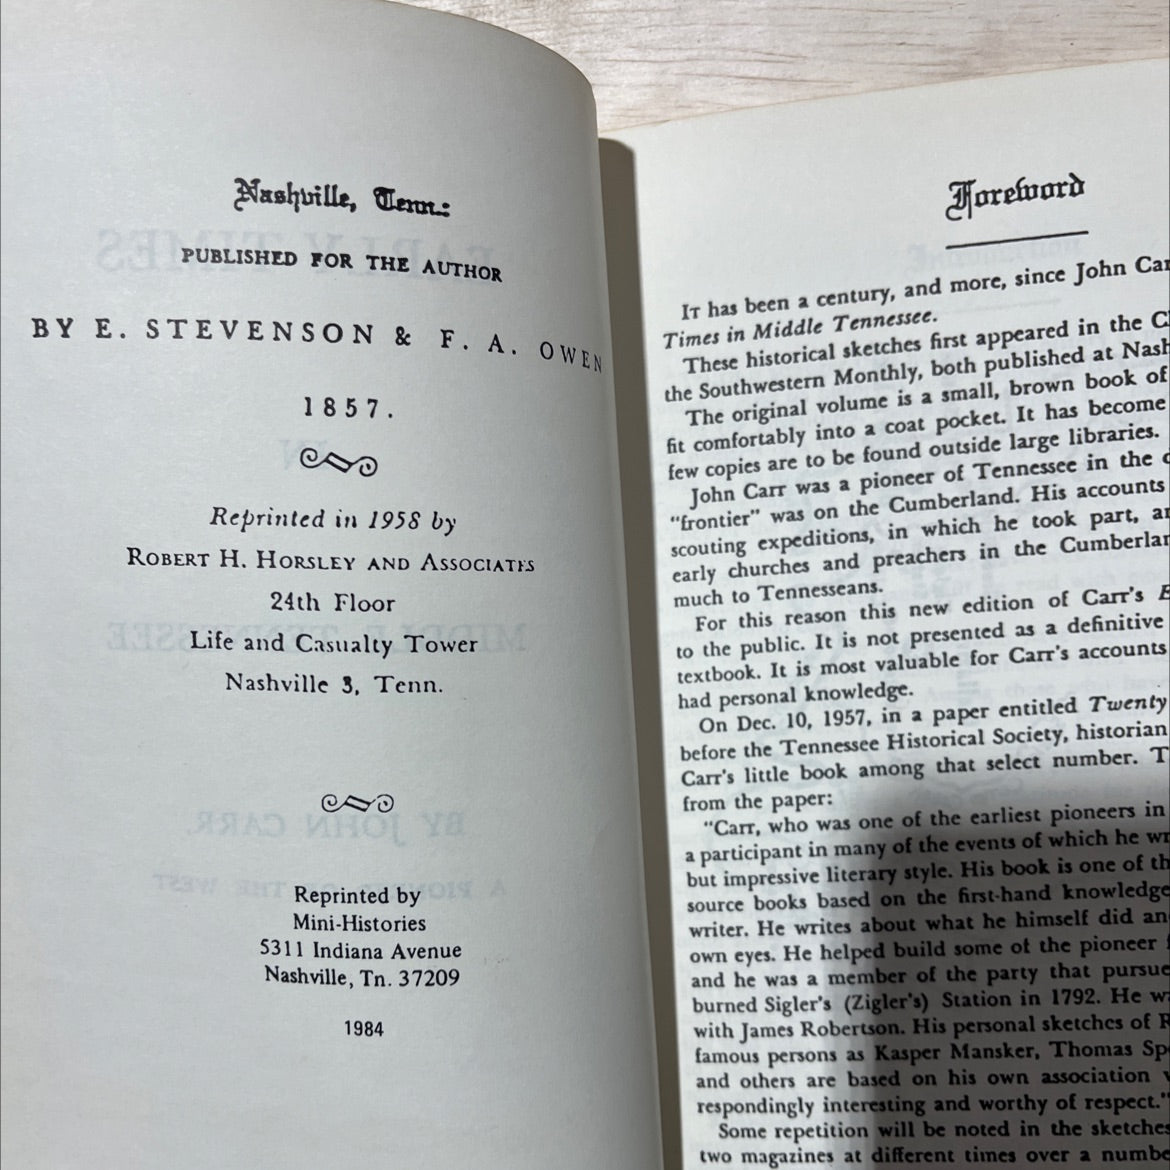 Nashville, Tenn.:
PUBLISHED FOR THE AUTHOR
BY E. STEVENSON & F. A. OWEN
1857.
Reprinted in 1958 by
ROBERT H. HORSLEY AND ASSOCIATES
24th Floor
Life and Casualty Tower
Nashville 3, Tenn.
Reprinted by
Mini-Histories
5311 Indiana Avenue
Nashville, Tn. 37209
1984
Foreword
IT has been a century, and more, since John Car
Times in Middle Tennessee.
These historical sketches first appeared in the C
the Southwestern Monthly, both published at Nash
The original volume is a small, brown book of
fit comfortably into a coat pocket. It has become
few copies are to be found outside large libraries.
John Carr was a pioneer of Tennessee in the
"frontier" was on the Cumberland. His accounts
scouting expeditions, in which he took part, an
early churches and preachers in the Cumberlan
much to Tennesseans.
For this reason this new edition of Carr's E
to the public. It is not presented as a definitive
textbook. It is most valuable for Carr's accounts
had personal knowledge.
On Dec. 10, 1957, in a paper entitled Twenty
before the Tennessee Historical Society, historian
Carr's little book among that select number. T
from the paper:
"Carr, who was one of the earliest pioneers in
a participant in many of the events of which he wr
but impressive literary style. His book is one of th
source books based on the first-hand knowledge
writer. He writes about what he himself did an
own eyes. He helped build some of the pioneer
and he was a member of the party that pursue
burned Sigler's (Zigler's) Station in 1792. He wa
with James Robertson. His personal sketches of R
famous persons as Kasper Mansker, Thomas Sp
and others are based on his own association
respondingly interesting and worthy of respect."
Some repetition will be noted in the sketches
two magazines at different times over a numbe